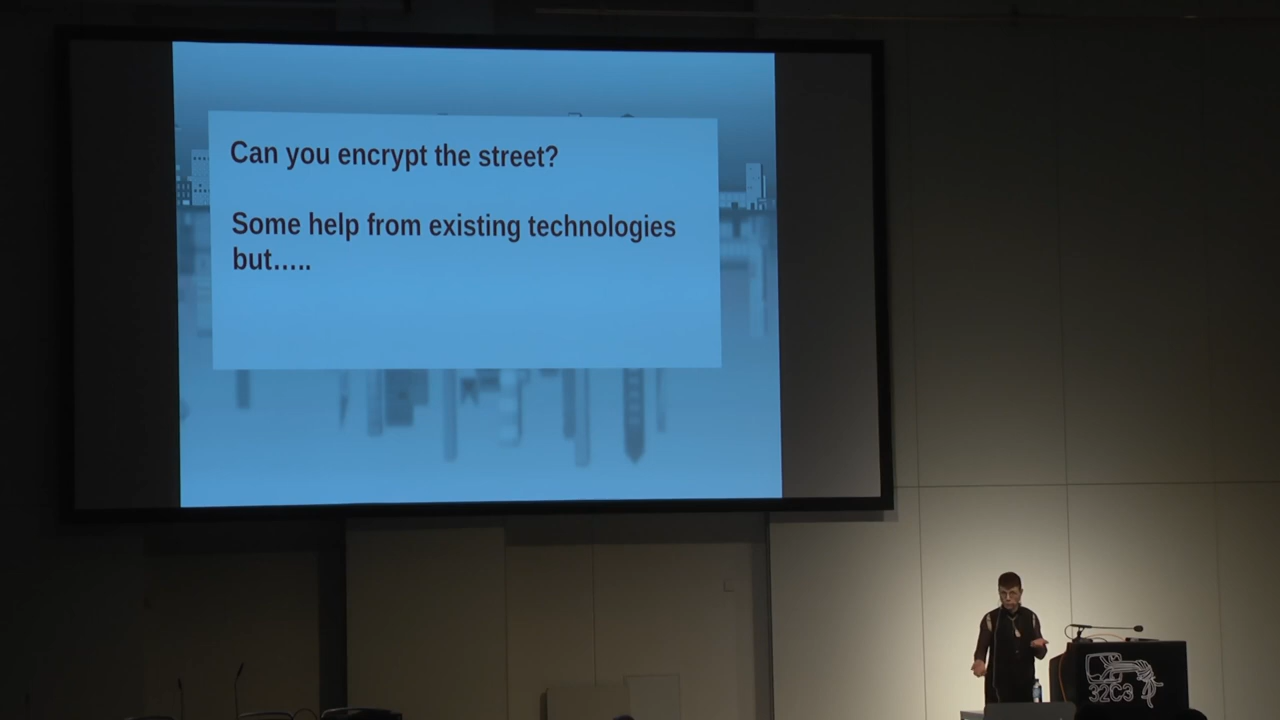 Can you encrypt the street?
Some help from existing technologies
but.....
32C3